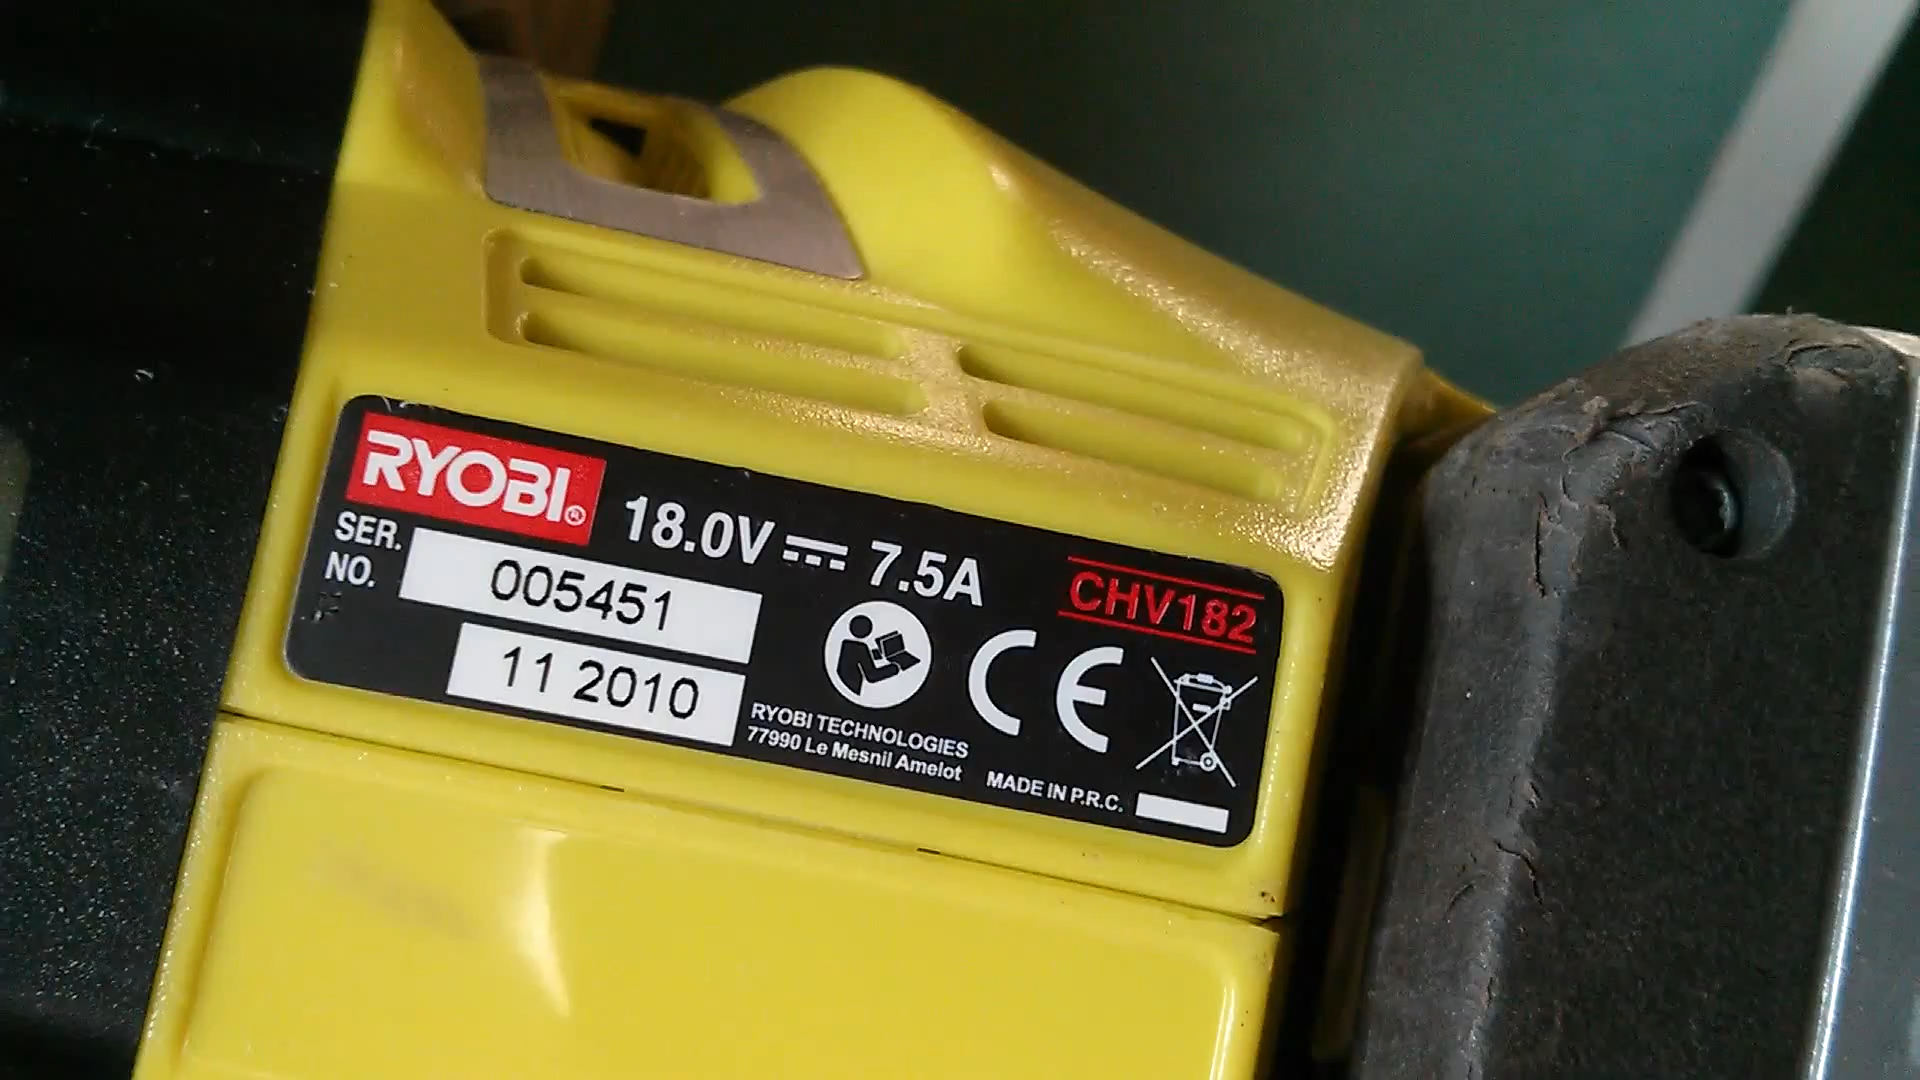 RYOBI®
18.0V ⎓ 7.5A
CHV182
SER.
NO.
005451
11 2010
RYOBI TECHNOLOGIES
77990 Le Mesnil Amelot
CE
MADE IN P.R.C.